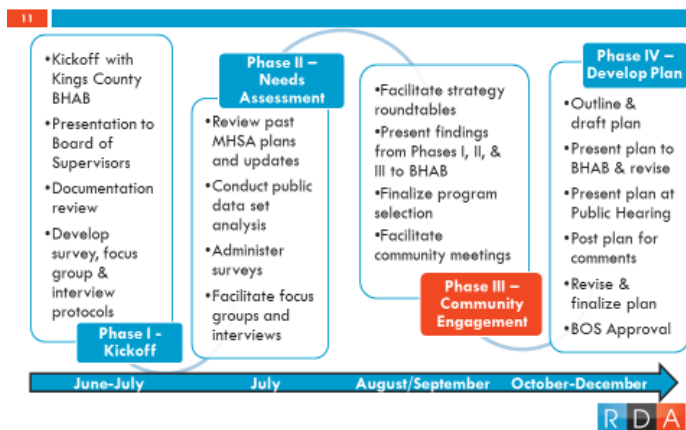 11
•Kickoff with
Kings County
BHAB
•Presentation to
Board of
Supervisors
•Documentation
review
•Develop
survey, focus
group &
interview
protocols
Phase I -
Kickoff
Phase II –
Needs
Assessment
•Review past
MHSA plans
and updates
•Conduct public
data set
analysis
•Administer
surveys
•Facilitate focus
groups and
interviews
•Facilitate strategy
roundtables
•Present findings
from Phases I, II, &
III to BHAB
•Finalize program
selection
•Facilitate
community meetings
Phase III –
Community
Engagement
Phase IV –
Develop Plan
•Outline &
draft plan
•Present plan to
BHAB & revise
•Present plan at
Public Hearing
•Post plan for
comments
•Revise &
finalize plan
•BOS Approval
June-July
July
August/September
October-December
RDA